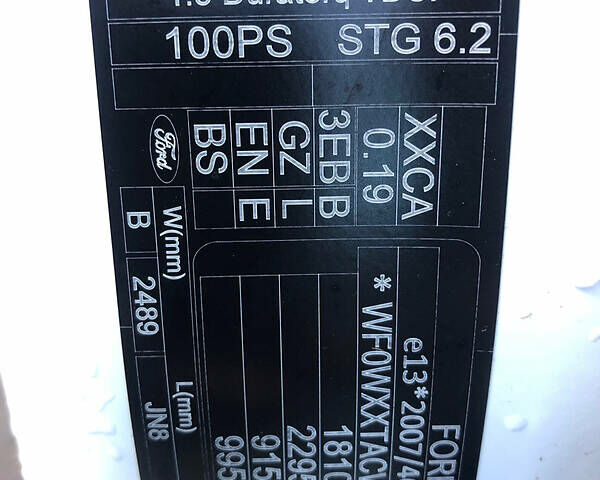 100PS STG 6.2
Ford
XXCA
0.19
3EB B
GZ L
EN E
BS
W(mm) L(mm)
B 2489 JN8
e13*2007/4
* WF0WXXTAC
1810
2295
915
995